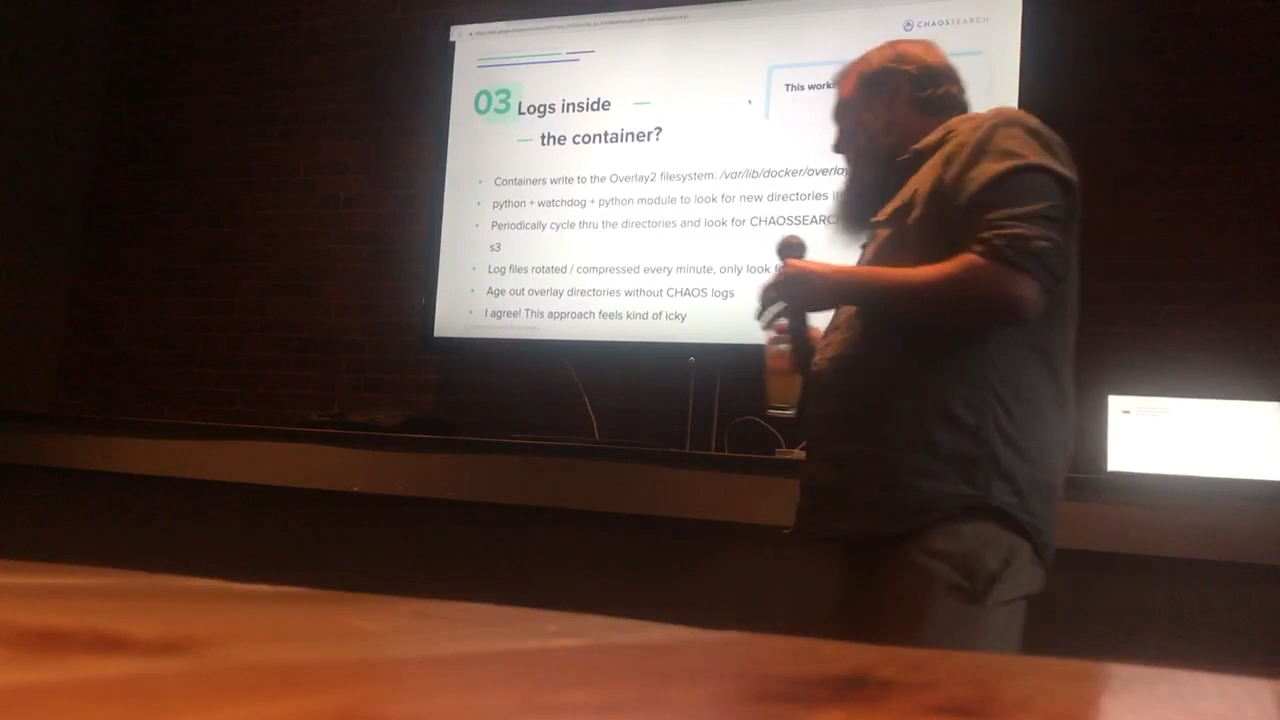 CHAOSSEARCH
03 Logs inside
the container?
This work
Containers write to the Overlay2 filesystem: /var/lib/docker/overlay
python + watchdog + python module to look for new directories
Periodically cycle thru the directories and look for CHAOSSEARC
s3
Log files rotated / compressed every minute, only look
Age out overlay directories without CHAOS logs
I agree! This approach feels kind of icky